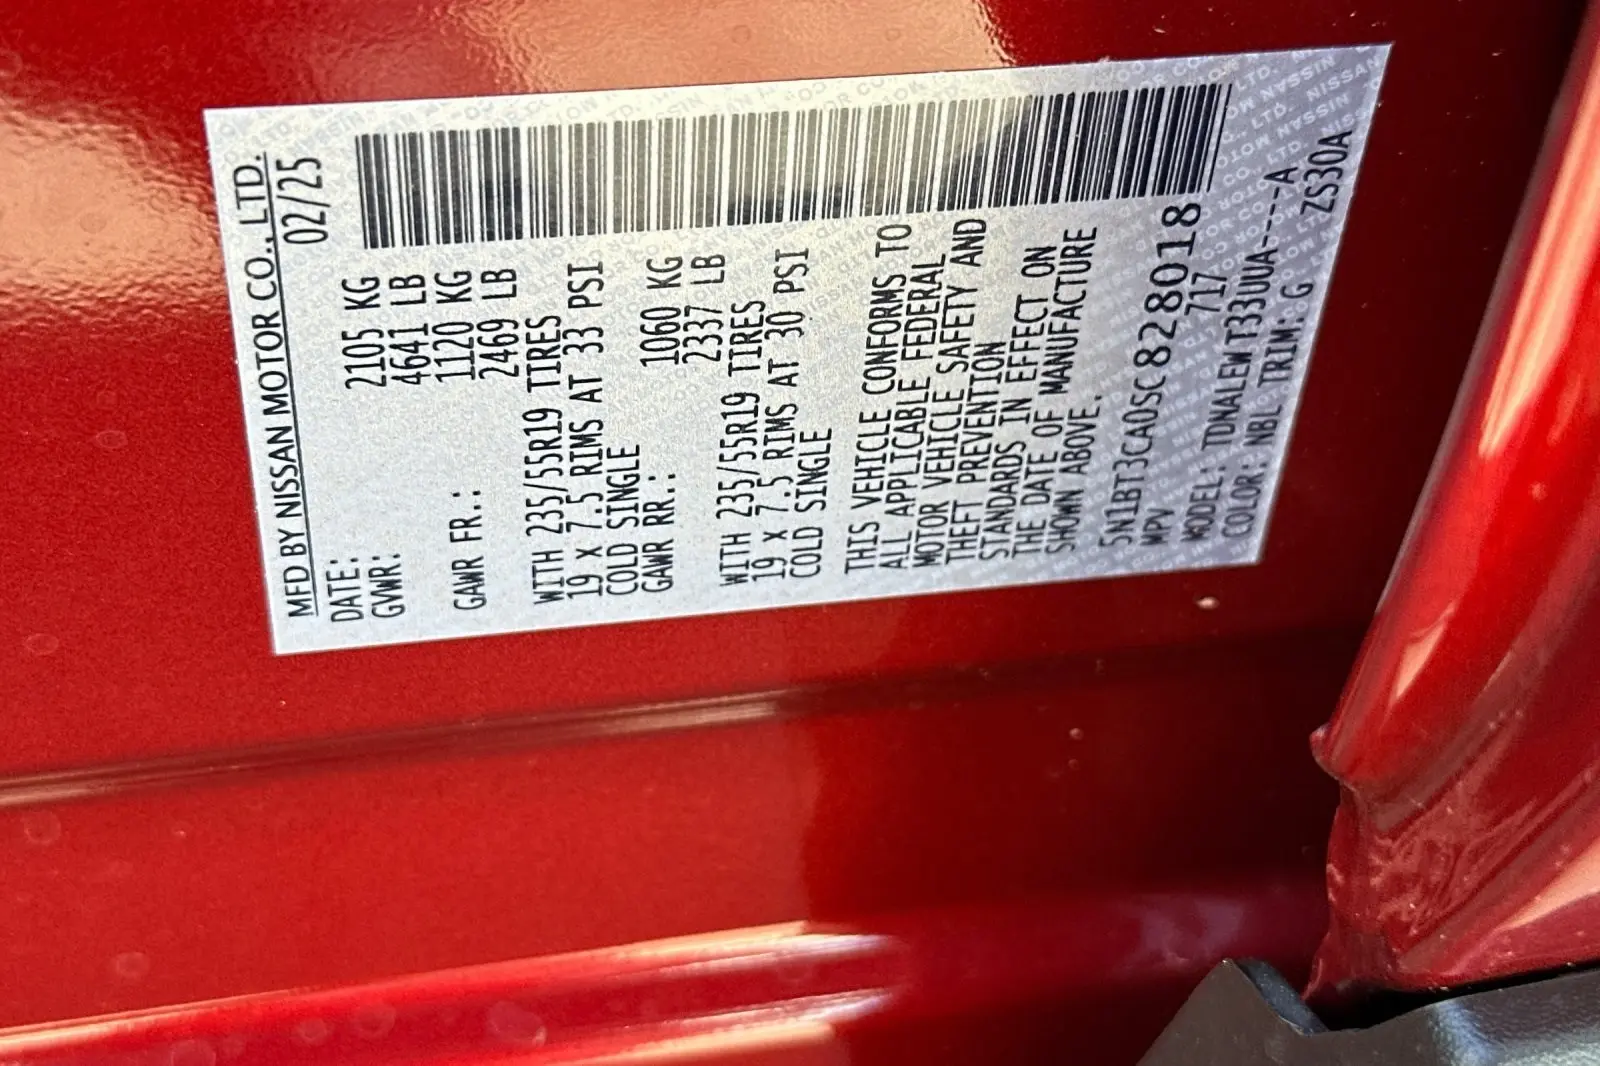 MFD BY NISSAN MOTOR CO., LTD.
DATE: 02/25
GVWR: 2105 KG
4641 LB
GAWR FR.: 1120 KG
2469 LB
WITH 235/55R19 TIRES
19 x 7.5 RIMS AT 33 PSI
COLD SINGLE
GAWR RR.: 1060 KG
2337 LB
WITH 235/55R19 TIRES
19 x 7.5 RIMS AT 30 PSI
COLD SINGLE
THIS VEHICLE CONFORMS TO
ALL APPLICABLE FEDERAL
MOTOR VEHICLE SAFETY AND
THEFT PREVENTION
STANDARDS IN EFFECT ON
THE DATE OF MANUFACTURE
SHOWN ABOVE.
5N1BT3CA0SC828018
MPV 717
MODEL: TDNALEWT33UUA----A
COLOR: NBL TRIM: G ZS30A